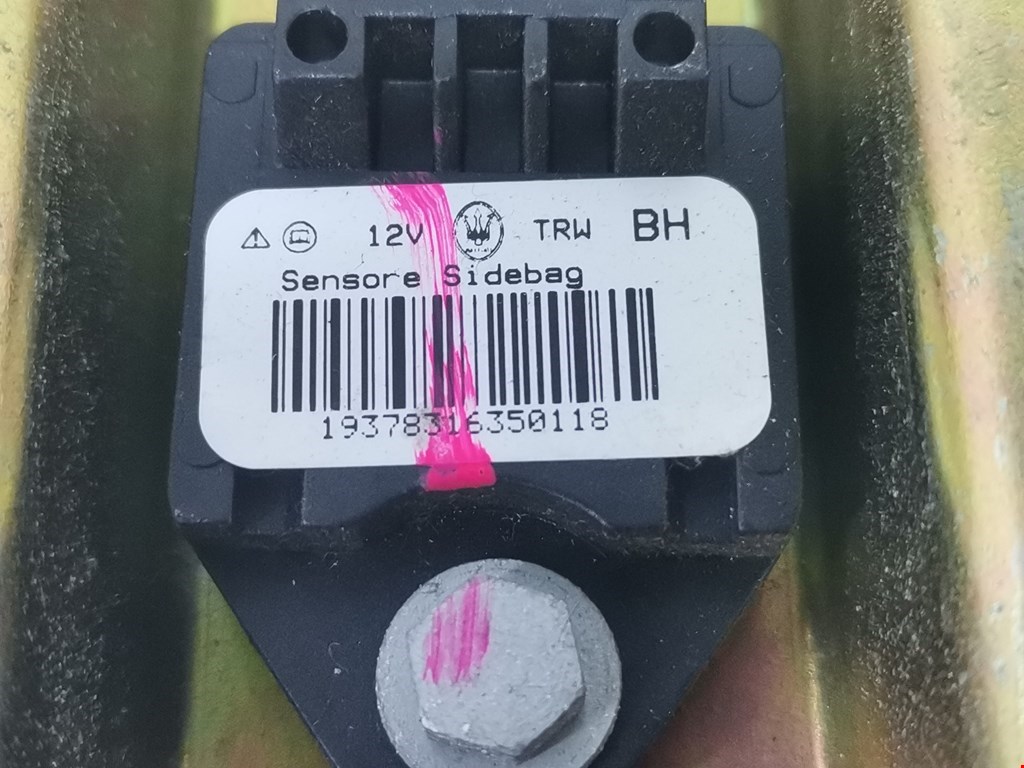 12V TRW BH
Sensore Sidebag
19378316350118